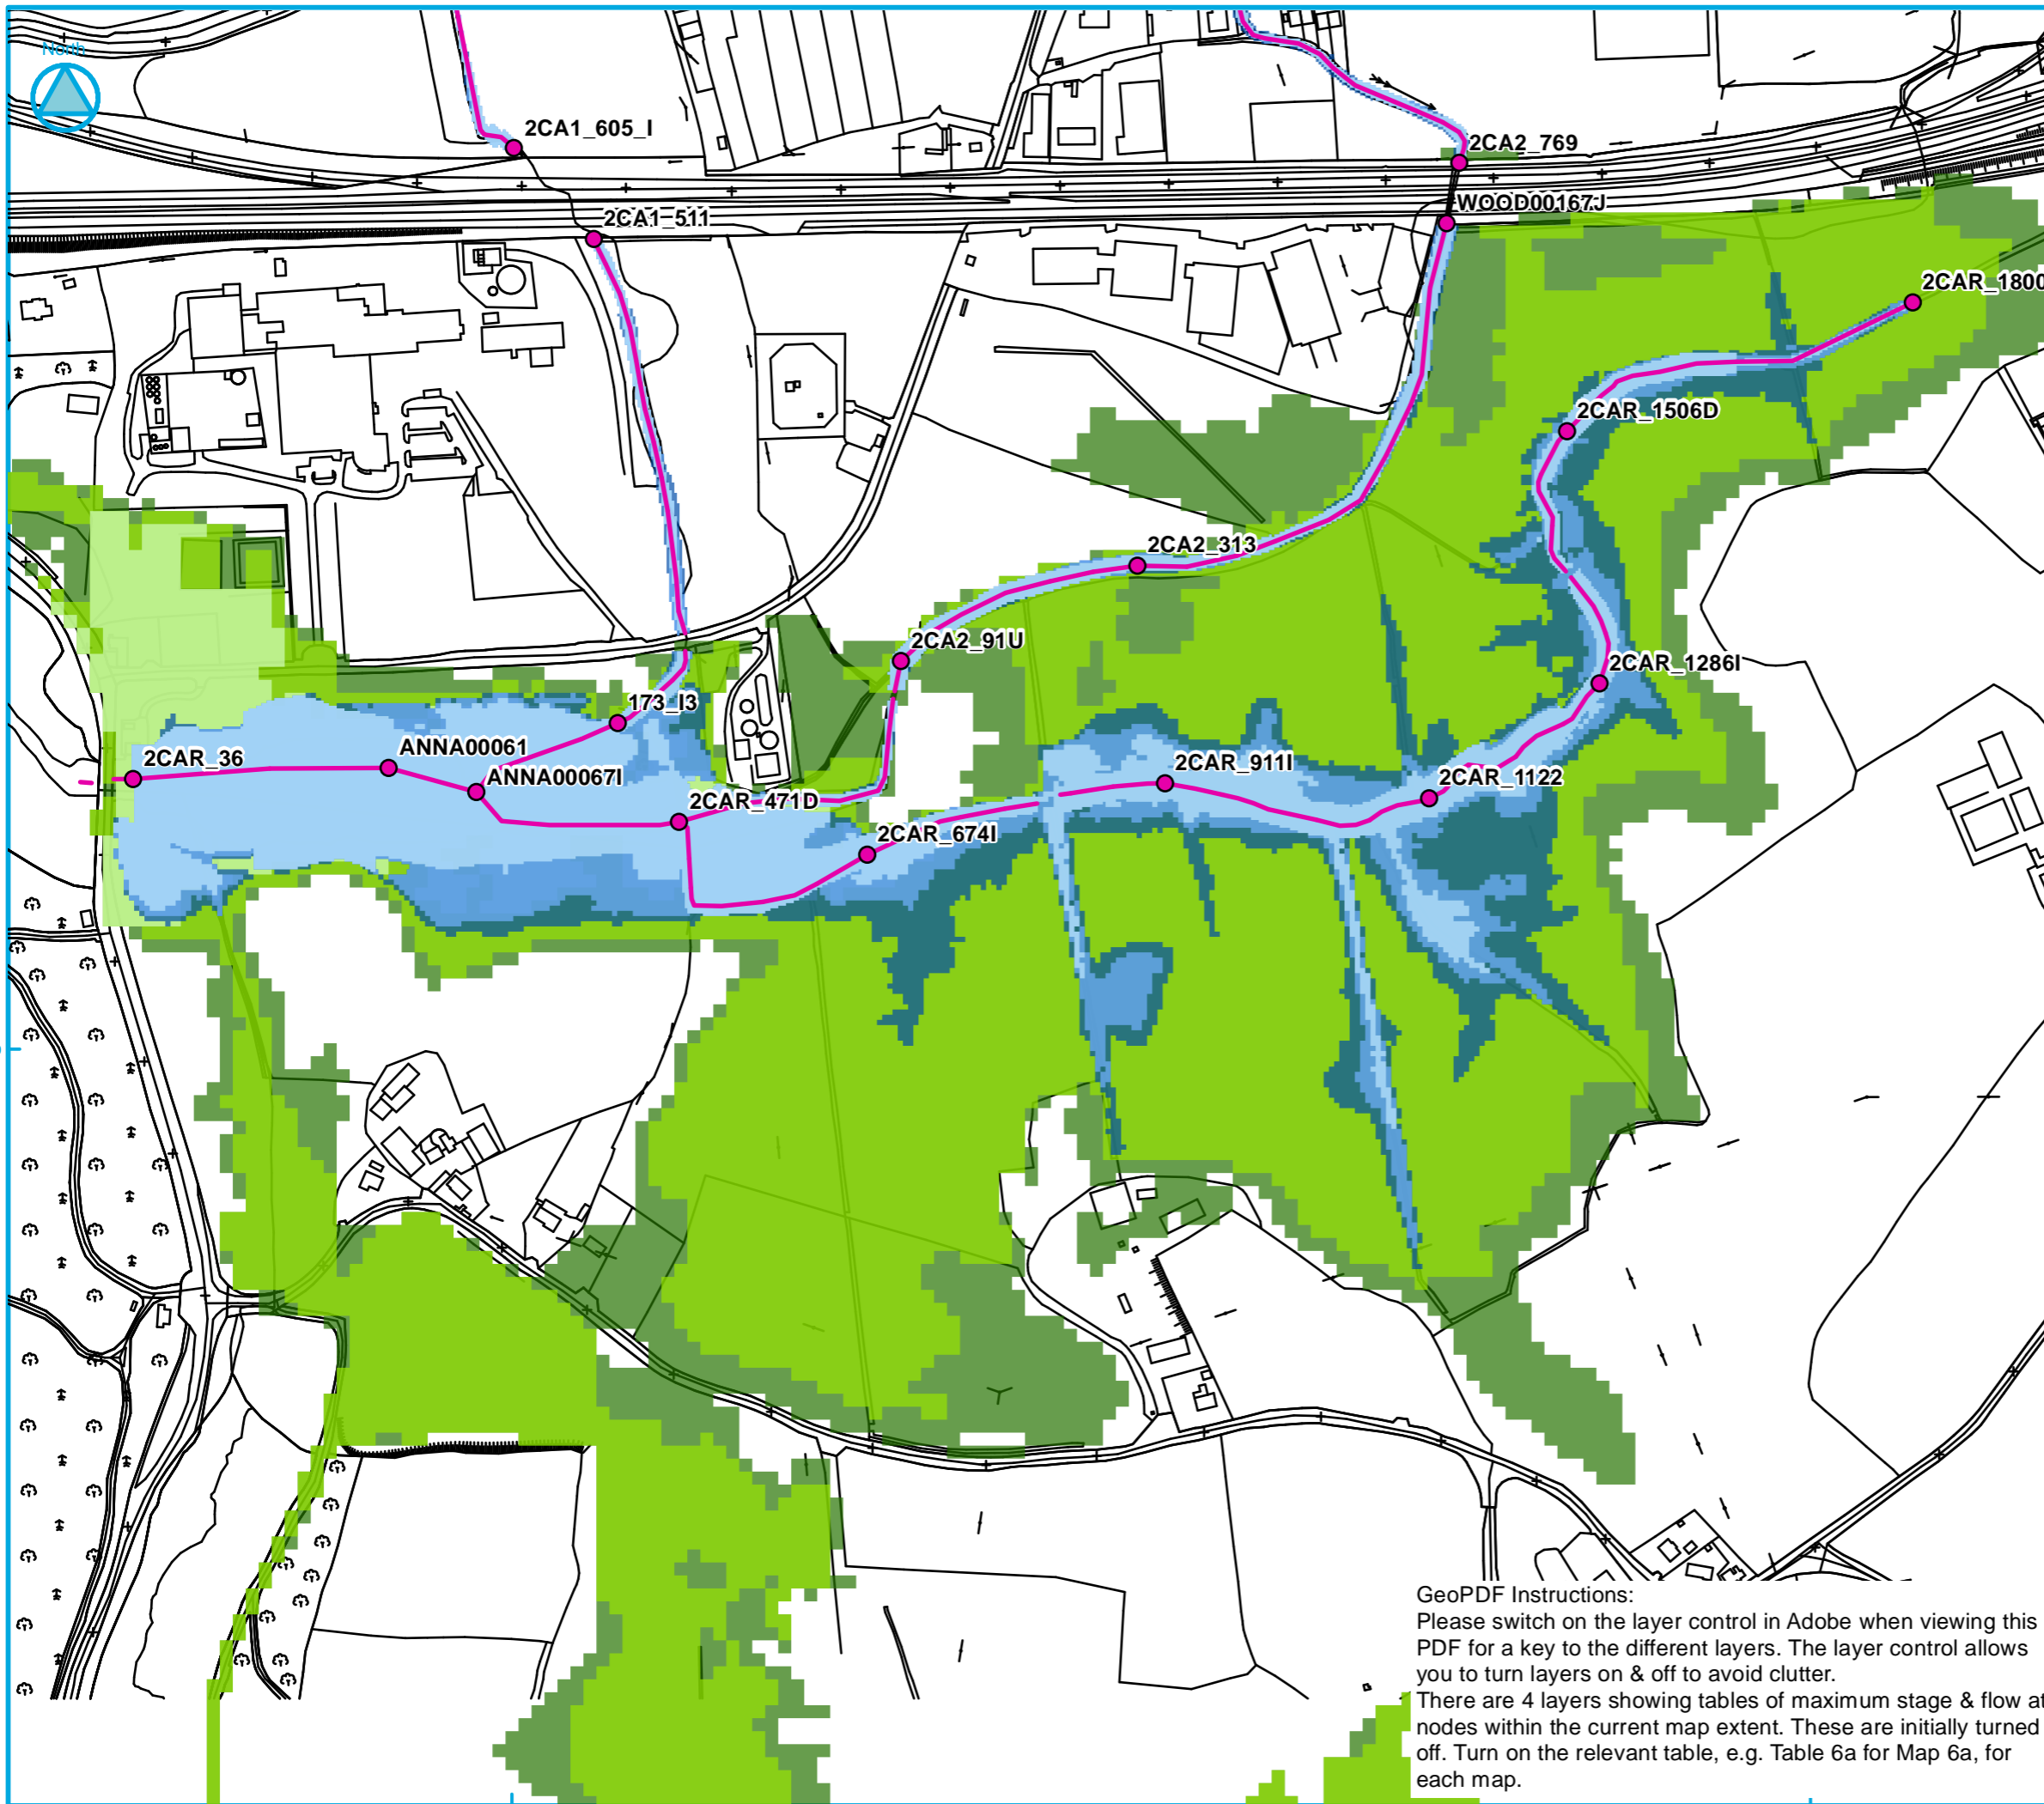 North
2CA1_605_I
2CA2_769
WOOD00167J
2CA1_511
2CAR_1800
2CAR_1506D
2CA2_313
2CA2_91U
2CAR_1286I
173_I3
ANNA00061
2CAR_36
ANNA00067I
2CAR_911I
2CAR_1122
2CAR_471D
2CAR_674I
GeoPDF Instructions:
Please switch on the layer control in Adobe when viewing this
PDF for a key to the different layers. The layer control allows
you to turn layers on & off to avoid clutter.
There are 4 layers showing tables of maximum stage & flow at
nodes within the current map extent. These are initially turned
off. Turn on the relevant table, e.g. Table 6a for Map 6a, for
each map.